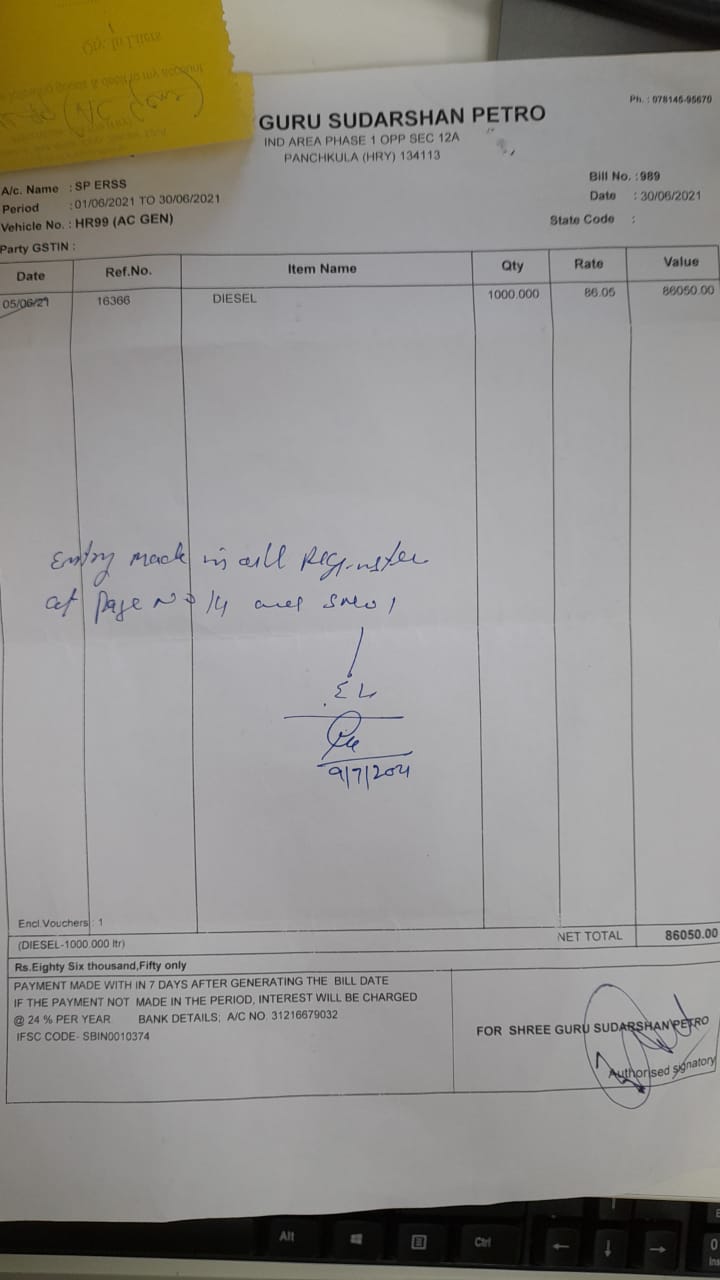 Qty. In Liters
Ph. : 078145-95670
GURU SUDARSHAN PETRO
IND AREA PHASE 1 OPP SEC 12A
PANCHKULA (HRY) 134113
A/c. Name : SP ERSS
Period : 01/06/2021 TO 30/06/2021
Vehicle No. : HR99 (AC GEN)
Party GSTIN :
Bill No. : 989
Date : 30/06/2021
State Code :
Date Ref.No. Item Name Qty Rate Value
05/06/21 16366 DIESEL 1000.000 86.05 86050.00
Entry made in oill Register
at page No 14 and SNo 1
9/7/2021
Encl.Vouchers : 1
(DIESEL-1000.000 ltr) NET TOTAL 86050.00
Rs.Eighty Six thousand,Fifty only
PAYMENT MADE WITH IN 7 DAYS AFTER GENERATING THE BILL DATE
IF THE PAYMENT NOT MADE IN THE PERIOD, INTEREST WILL BE CHARGED
@ 24 % PER YEAR BANK DETAILS; A/C NO. 31216679032
IFSC CODE- SBIN0010374
FOR SHREE GURU SUDARSHAN PETRO
Authorised signatory
Alt
Ctrl